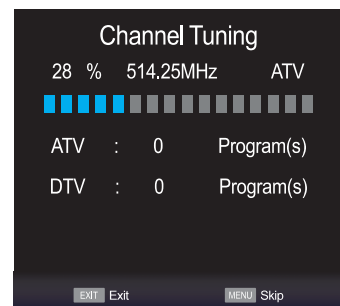 Channel Tuning
28 % 514.25MHz ATV
ATV : 0 Program(s)
DTV : 0 Program(s)
EXIT Exit MENU Skip